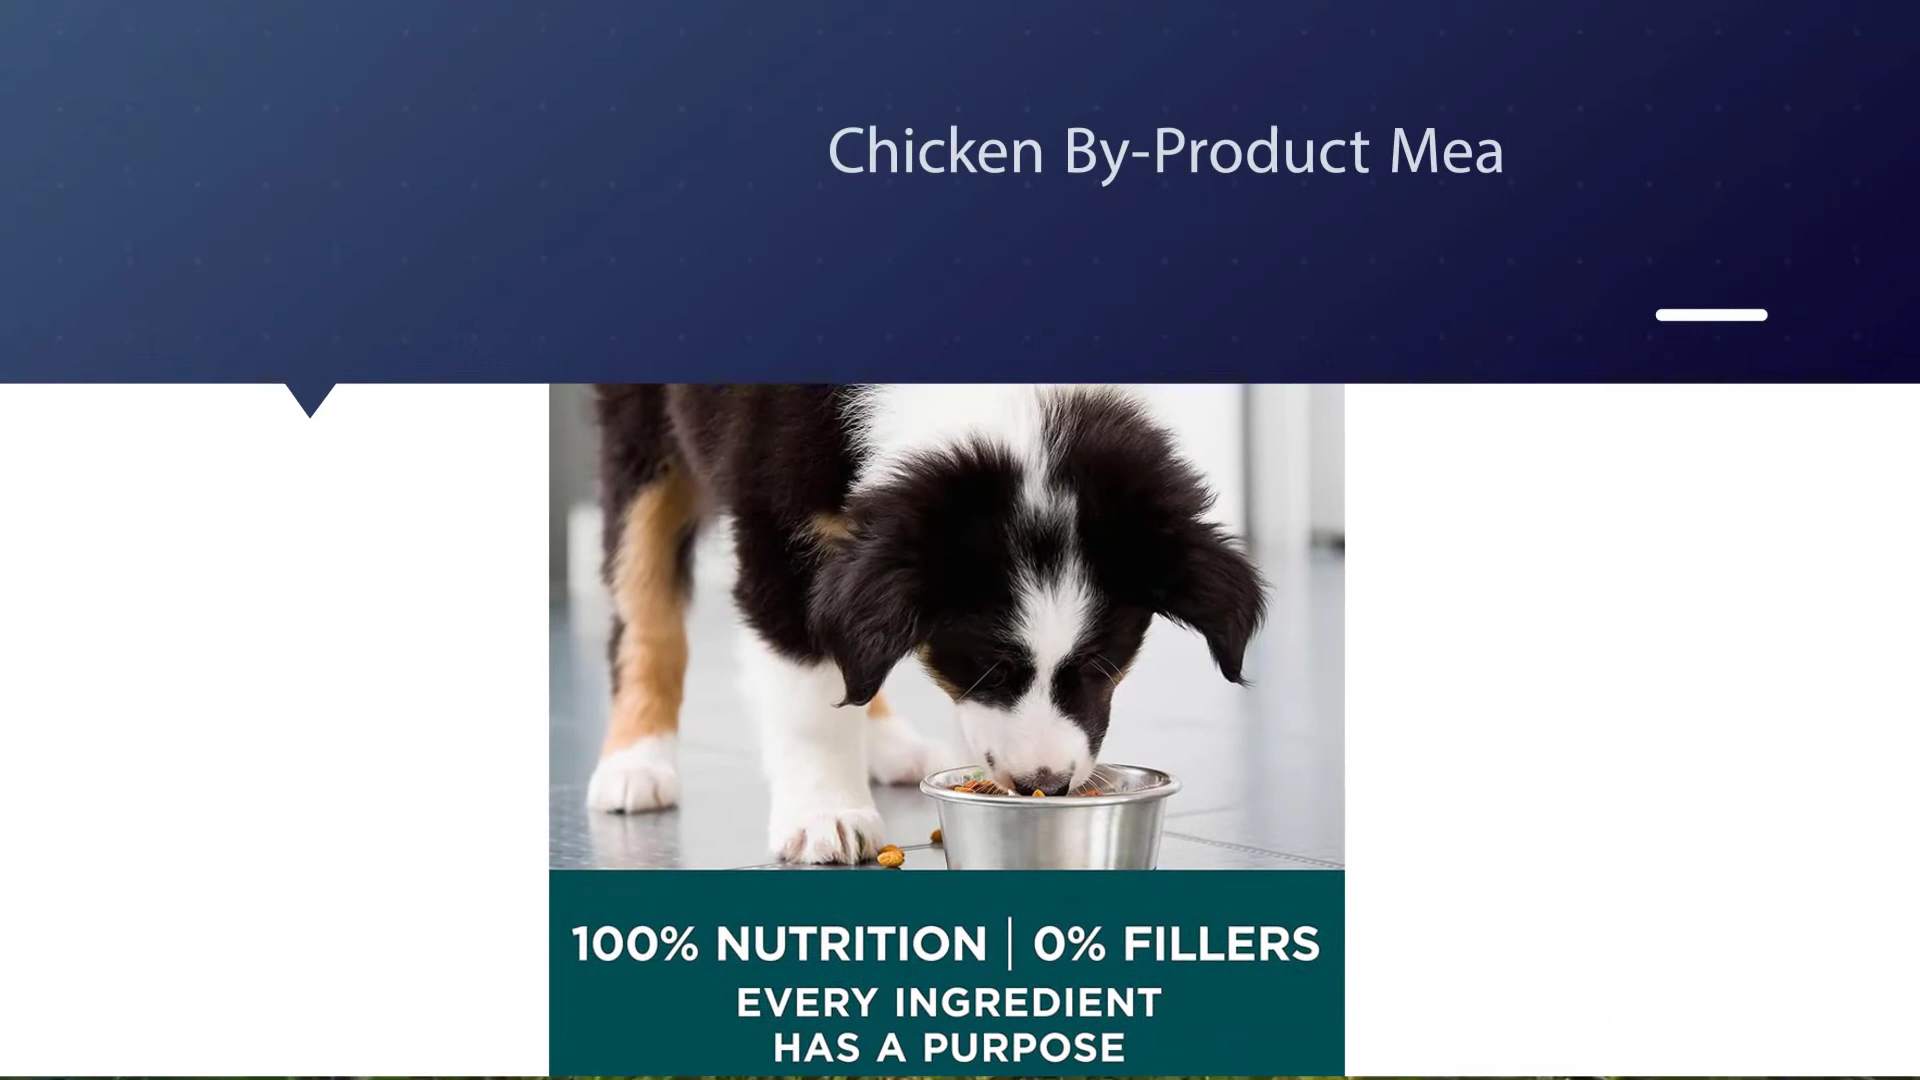 Chicken By-Product Mea
100% NUTRITION | 0% FILLERS
EVERY INGREDIENT
HAS A PURPOSE